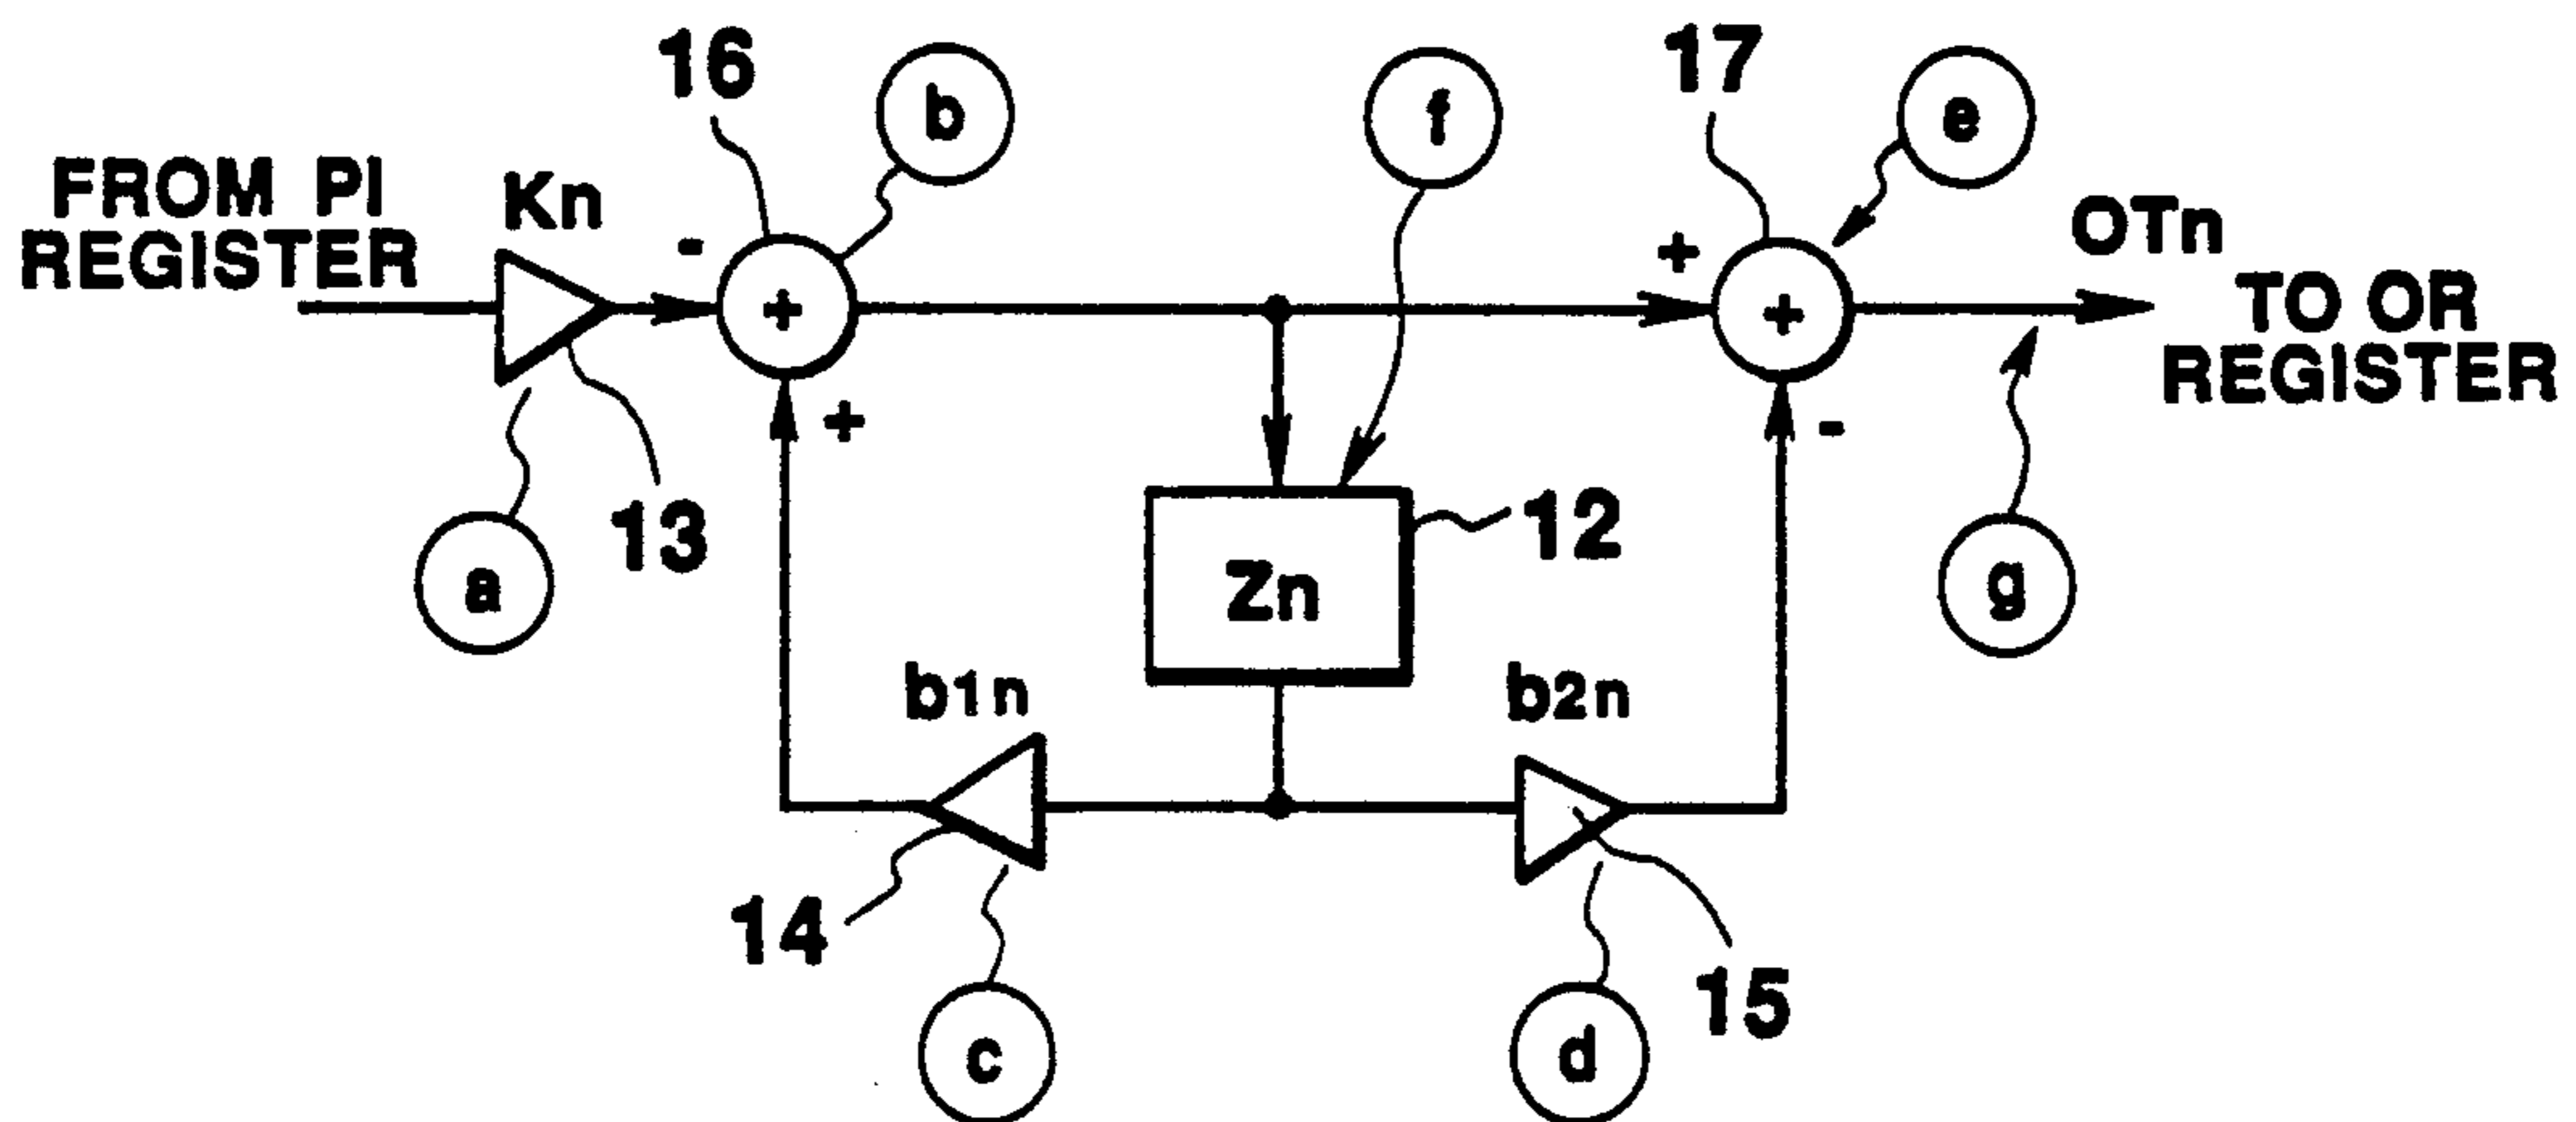 16
b
f
17
e
FROM PI
REGISTER
Kn
-
+
+
+
OTn
TO OR
REGISTER
+
-
13
a
12
Zn
g
b1n
b2n
14
c
d
15